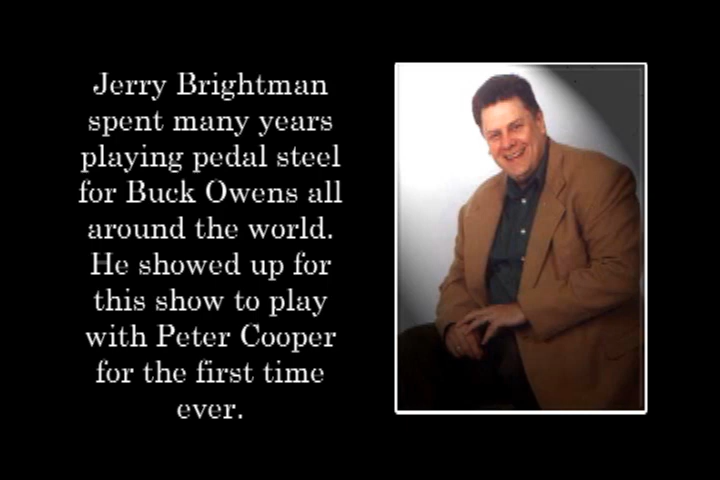 Jerry Brightman
spent many years
playing pedal steel
for Buck Owens all
around the world.
He showed up for
this show to play
with Peter Cooper
for the first time
ever.